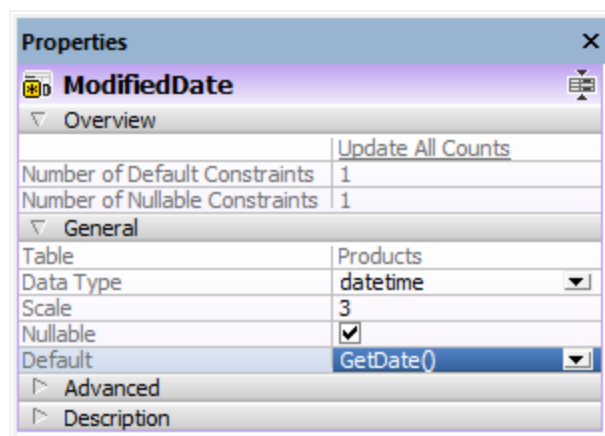 Properties
ModifiedDate
Overview
Update All Counts
Number of Default Constraints 1
Number of Nullable Constraints 1
General
Table Products
Data Type datetime
Scale 3
Nullable
Default GetDate()
Advanced
Description